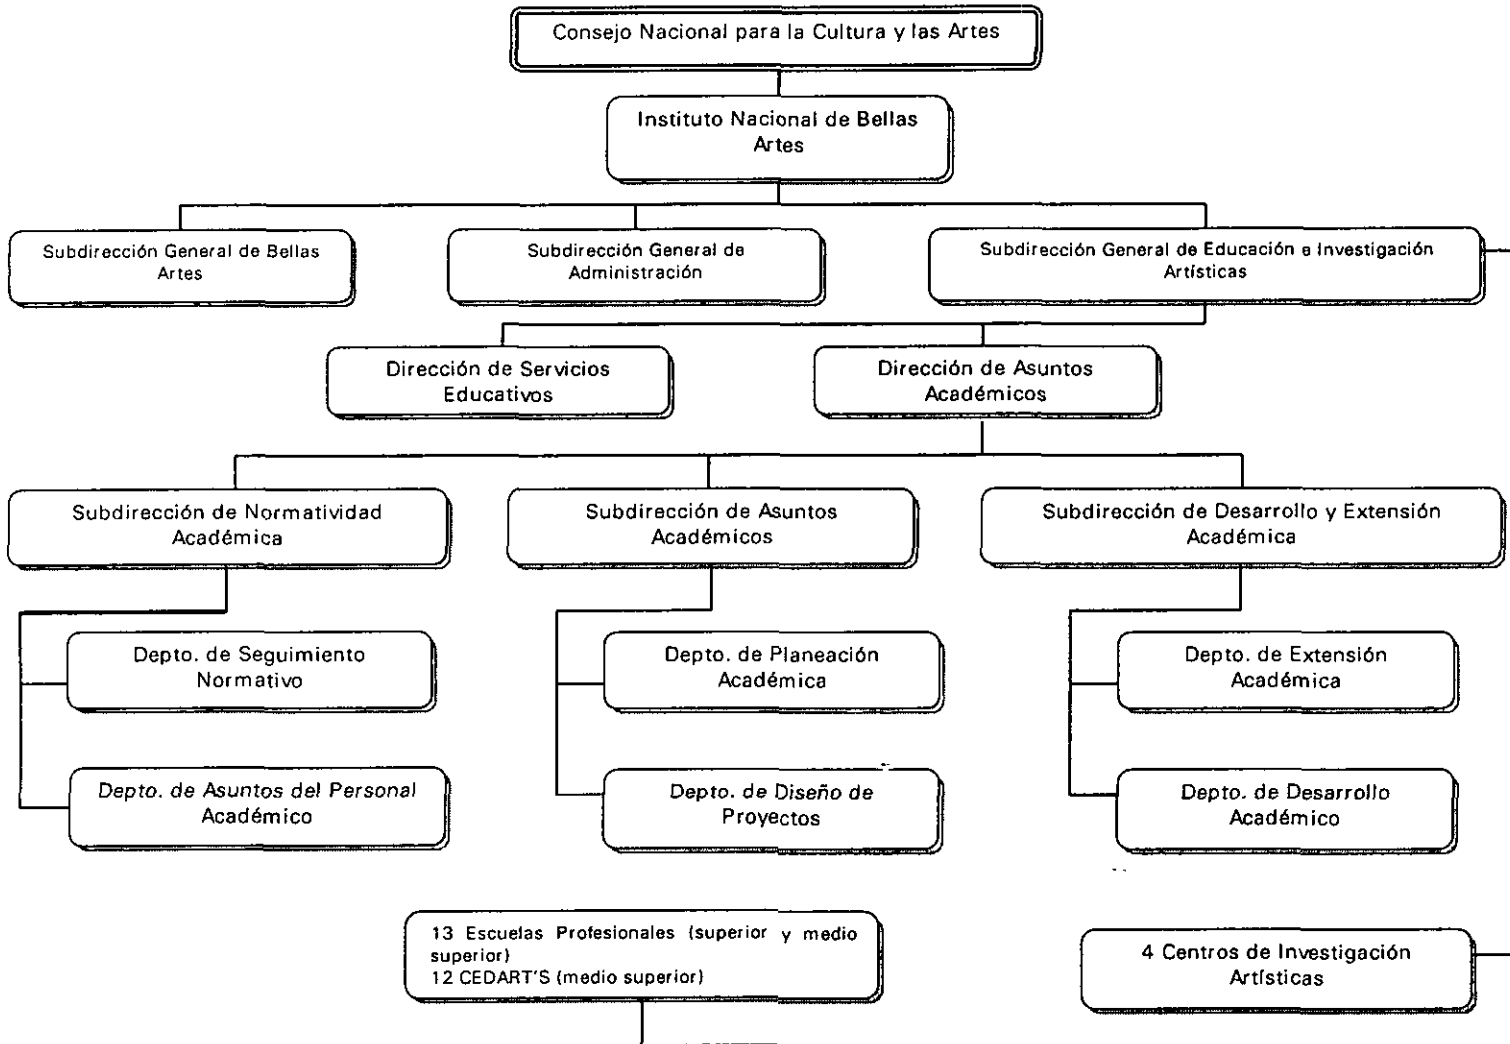 Consejo Nacional para la Cultura y las Artes
Instituto Nacional de Bellas
Artes
Subdirección General de Bellas
Artes
Subdirección General de
Administración
Subdirección General de Educación e Investigación
Artísticas
Dirección de Servicios
Educativos
Dirección de Asuntos
Académicos
Subdirección de Normatividad
Académica
Subdirección de Asuntos
Académicos
Subdirección de Desarrollo y Extensión
Académica
Depto. de Seguimiento
Normativo
Depto. de Planeación
Académica
Depto. de Extensión
Académica
Depto. de Asuntos del Personal
Académico
Depto. de Diseño de
Proyectos
Depto. de Desarrollo
Académico
13 Escuelas Profesionales (superior y medio
superior)
12 CEDART'S (medio superior)
4 Centros de Investigación
Artísticas